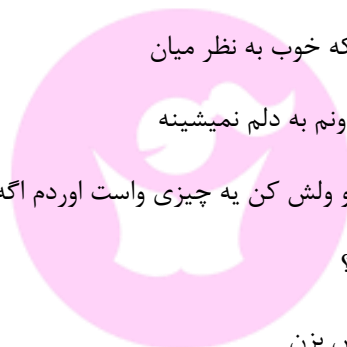 که خوب به نظر میان
ونم به دلم نمیشینه
و ولش کن یه چیزی واست اوردم اگه
؟
بزن